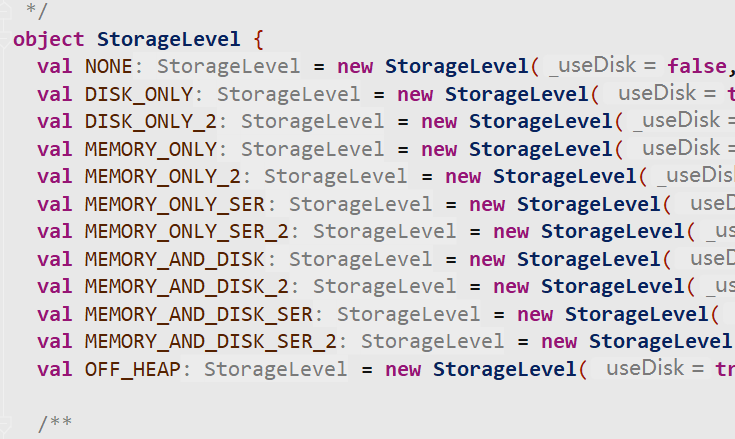 */
object StorageLevel {
val NONE: StorageLevel = new StorageLevel( _useDisk = false,
val DISK_ONLY: StorageLevel = new StorageLevel( useDisk = t
val DISK_ONLY_2: StorageLevel = new StorageLevel( _useDisk =
val MEMORY_ONLY: StorageLevel = new StorageLevel( useDisk =
val MEMORY_ONLY_2: StorageLevel = new StorageLevel( _useDis
val MEMORY_ONLY_SER: StorageLevel = new StorageLevel( useD
val MEMORY_ONLY_SER_2: StorageLevel = new StorageLevel( _us
val MEMORY_AND_DISK: StorageLevel = new StorageLevel( useD
val MEMORY_AND_DISK_2: StorageLevel = new StorageLevel( _us
val MEMORY_AND_DISK_SER: StorageLevel = new StorageLevel(
val MEMORY_AND_DISK_SER_2: StorageLevel = new StorageLevel
val OFF_HEAP: StorageLevel = new StorageLevel( useDisk = tr
/**